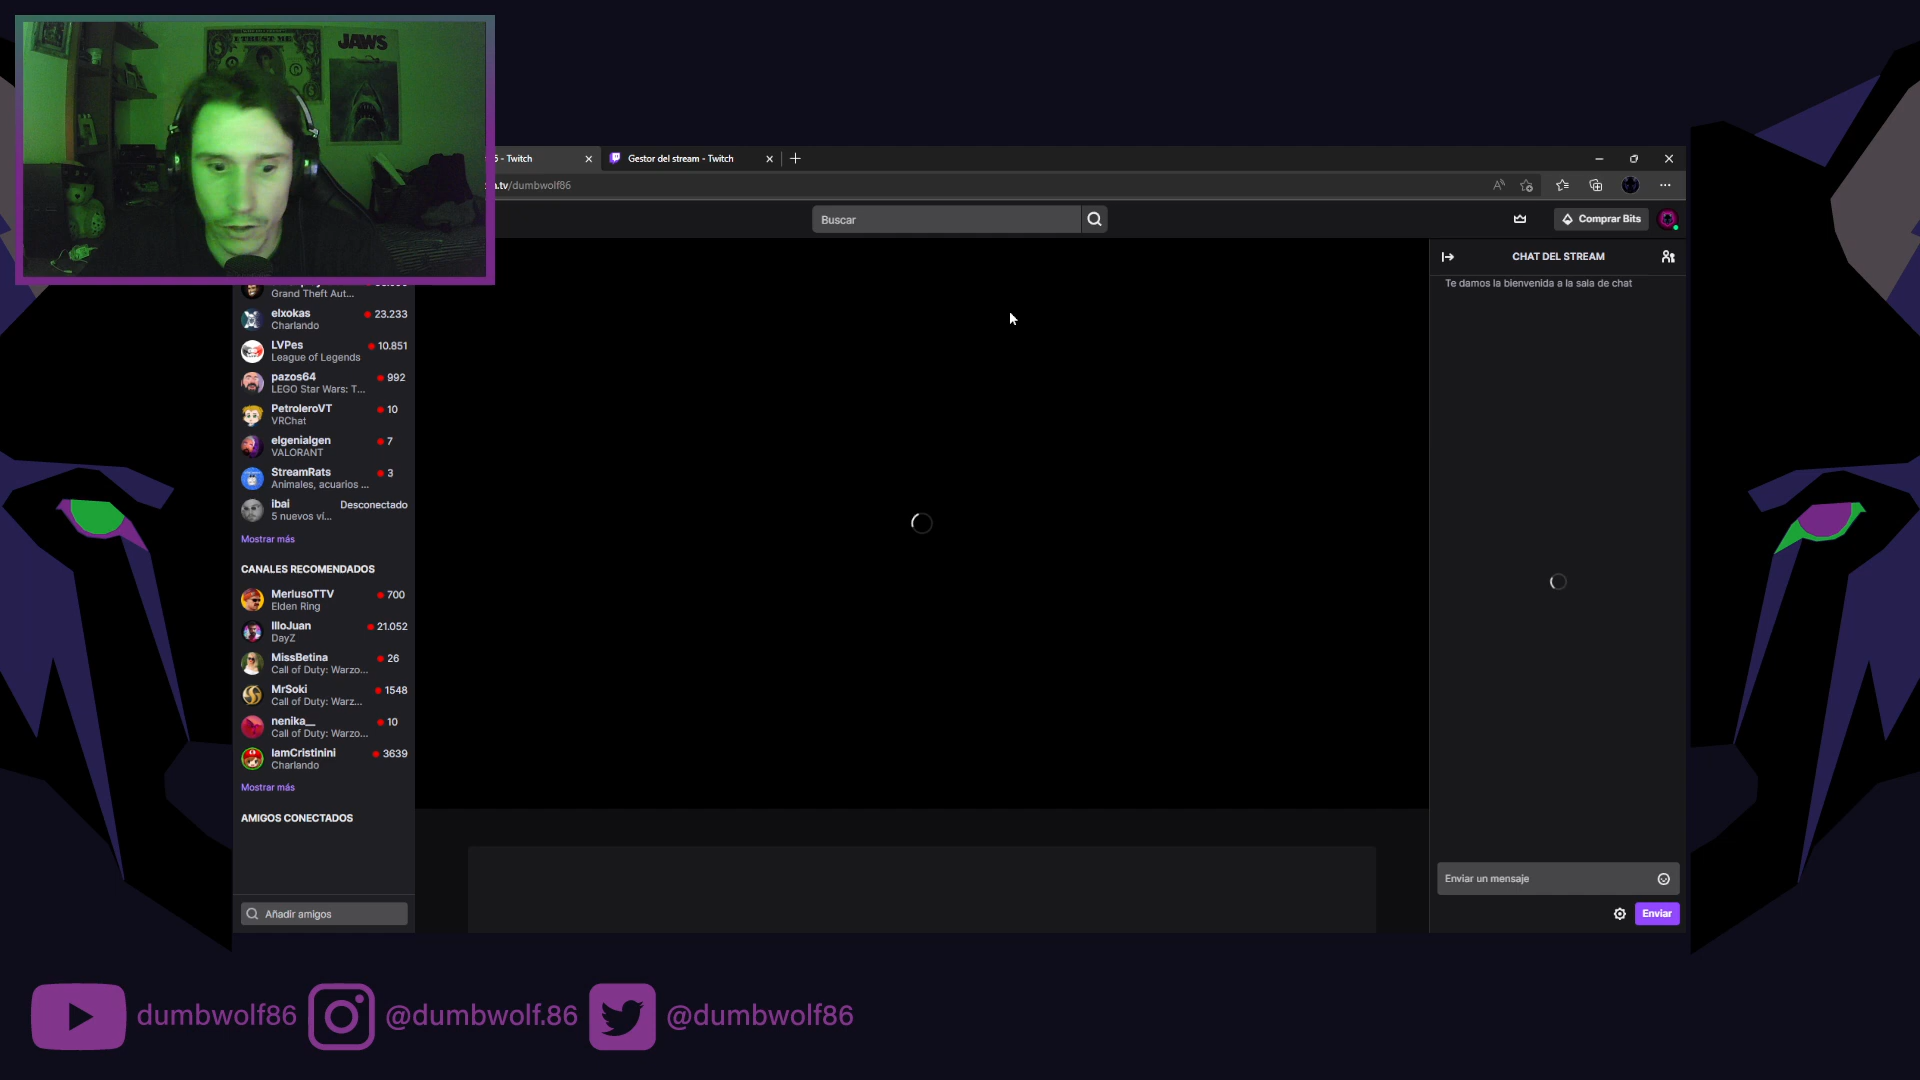 I TRUST ME
JAWS
5 - Twitch
Gestor del stream - Twitch
.tv/dumbwolf86
Buscar
Comprar Bits
CHAT DEL STREAM
Te damos la bienvenida a la sala de chat
Grand Theft Aut...
elxokas 23.233
Charlando
LVPes 10.851
League of Legends
pazos64 992
LEGO Star Wars: T...
PetroleroVT 10
VRChat
elgenialgen 7
VALORANT
StreamRats 3
Animales, acuarios ...
ibai Desconectado
5 nuevos ví...
Mostrar más
CANALES RECOMENDADOS
MerlusoTTV 700
Elden Ring
IlloJuan 21.052
DayZ
MissBetina 26
Call of Duty: Warzo...
MrSoki 1548
Call of Duty: Warz...
nenika__ 10
Call of Duty: Warzo...
IamCristinini 3639
Charlando
Mostrar más
AMIGOS CONECTADOS
Añadir amigos
Enviar un mensaje
Enviar
dumbwolf86 @dumbwolf.86 @dumbwolf86